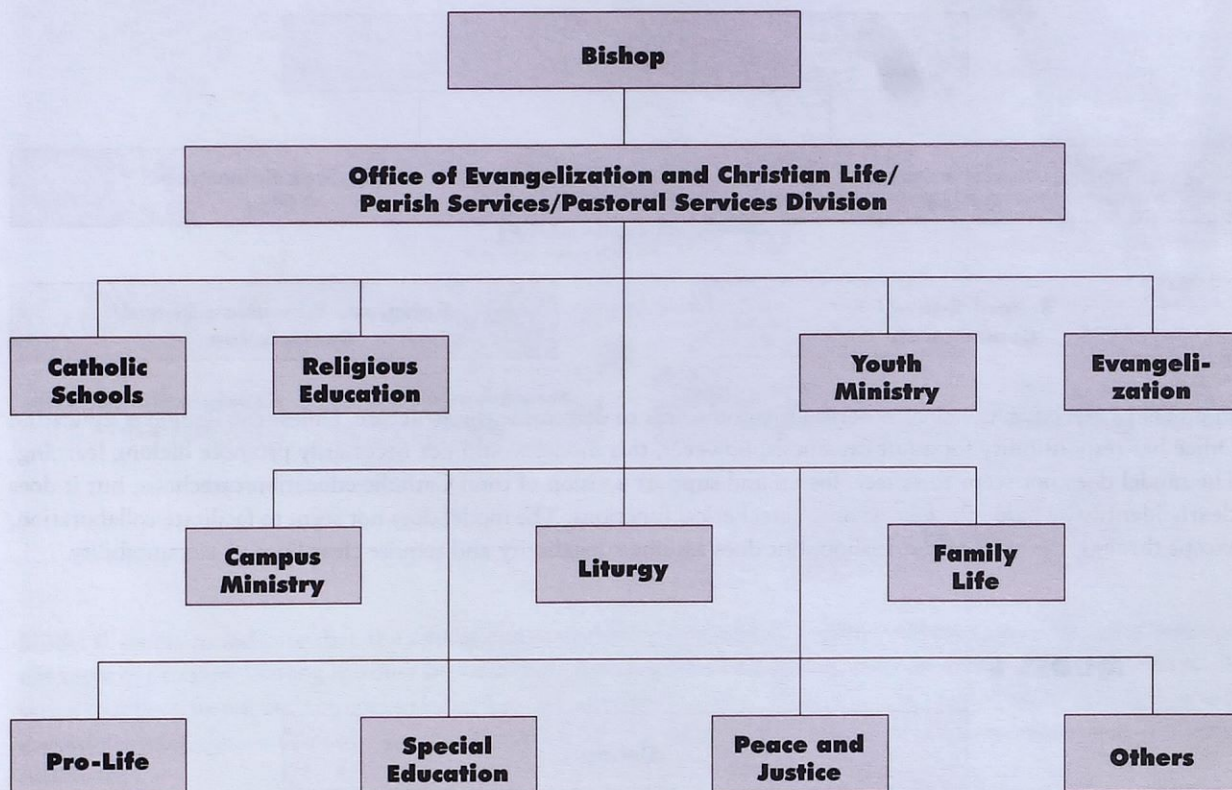 Bishop
Office of Evangelization and Christian Life/
Parish Services/Pastoral Services Division
Catholic
Schools
Religious
Education
Youth
Ministry
Evangeli-
zation
Campus
Ministry
Liturgy
Family
Life
Pro-Life
Special
Education
Peace and
Justice
Others